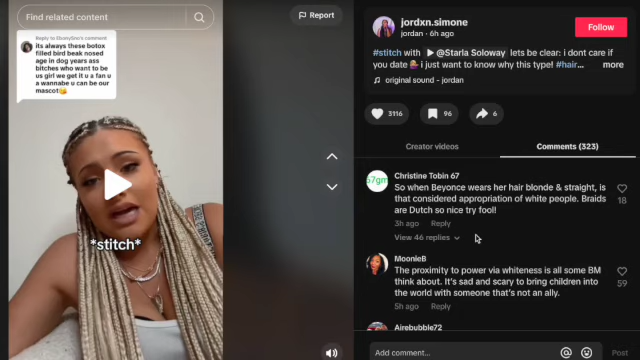 Find related content
Report
Reply to EbonySne's comment
its always these botox
filled bird beak nosed
age in dog years ass
bitches who want to be
us girl we get it u a fan u
a wannabe u can be our
mascot😘
*stitch*
jordxn.simone
jordan · 6h ago
Follow
#stitch with ▶ @Starla Soloway lets be clear: i dont care if
you date 💁🏽‍♀️ i just want to know why this type! #hair... more
♫ original sound - jordan
3116
96
6
Creator videos
Comments (323)
67gm
Christine Tobin 67
So when Beyonce wears her hair blonde & straight, is
that considered appropriation of white people. Braids
are Dutch so nice try fool!
18
3h ago Reply
View 46 replies
MoonieB
The proximity to power via whiteness is all some BM
think about. It's sad and scary to bring children into
the world with someone that's not an ally.
59
5h ago Reply
Airebubble72
Add comment...
@
Post